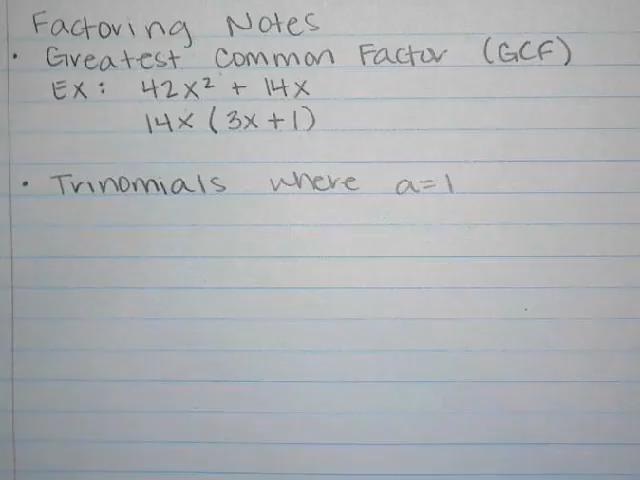 Factoring Notes
• Greatest Common Factor (GCF)
EX: 42x² + 14x
14x (3x + 1)
• Trinomials where a=1